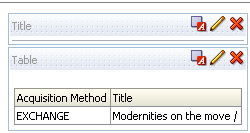 Title
Table
Acquisition Method Title
EXCHANGE Modernities on the move /